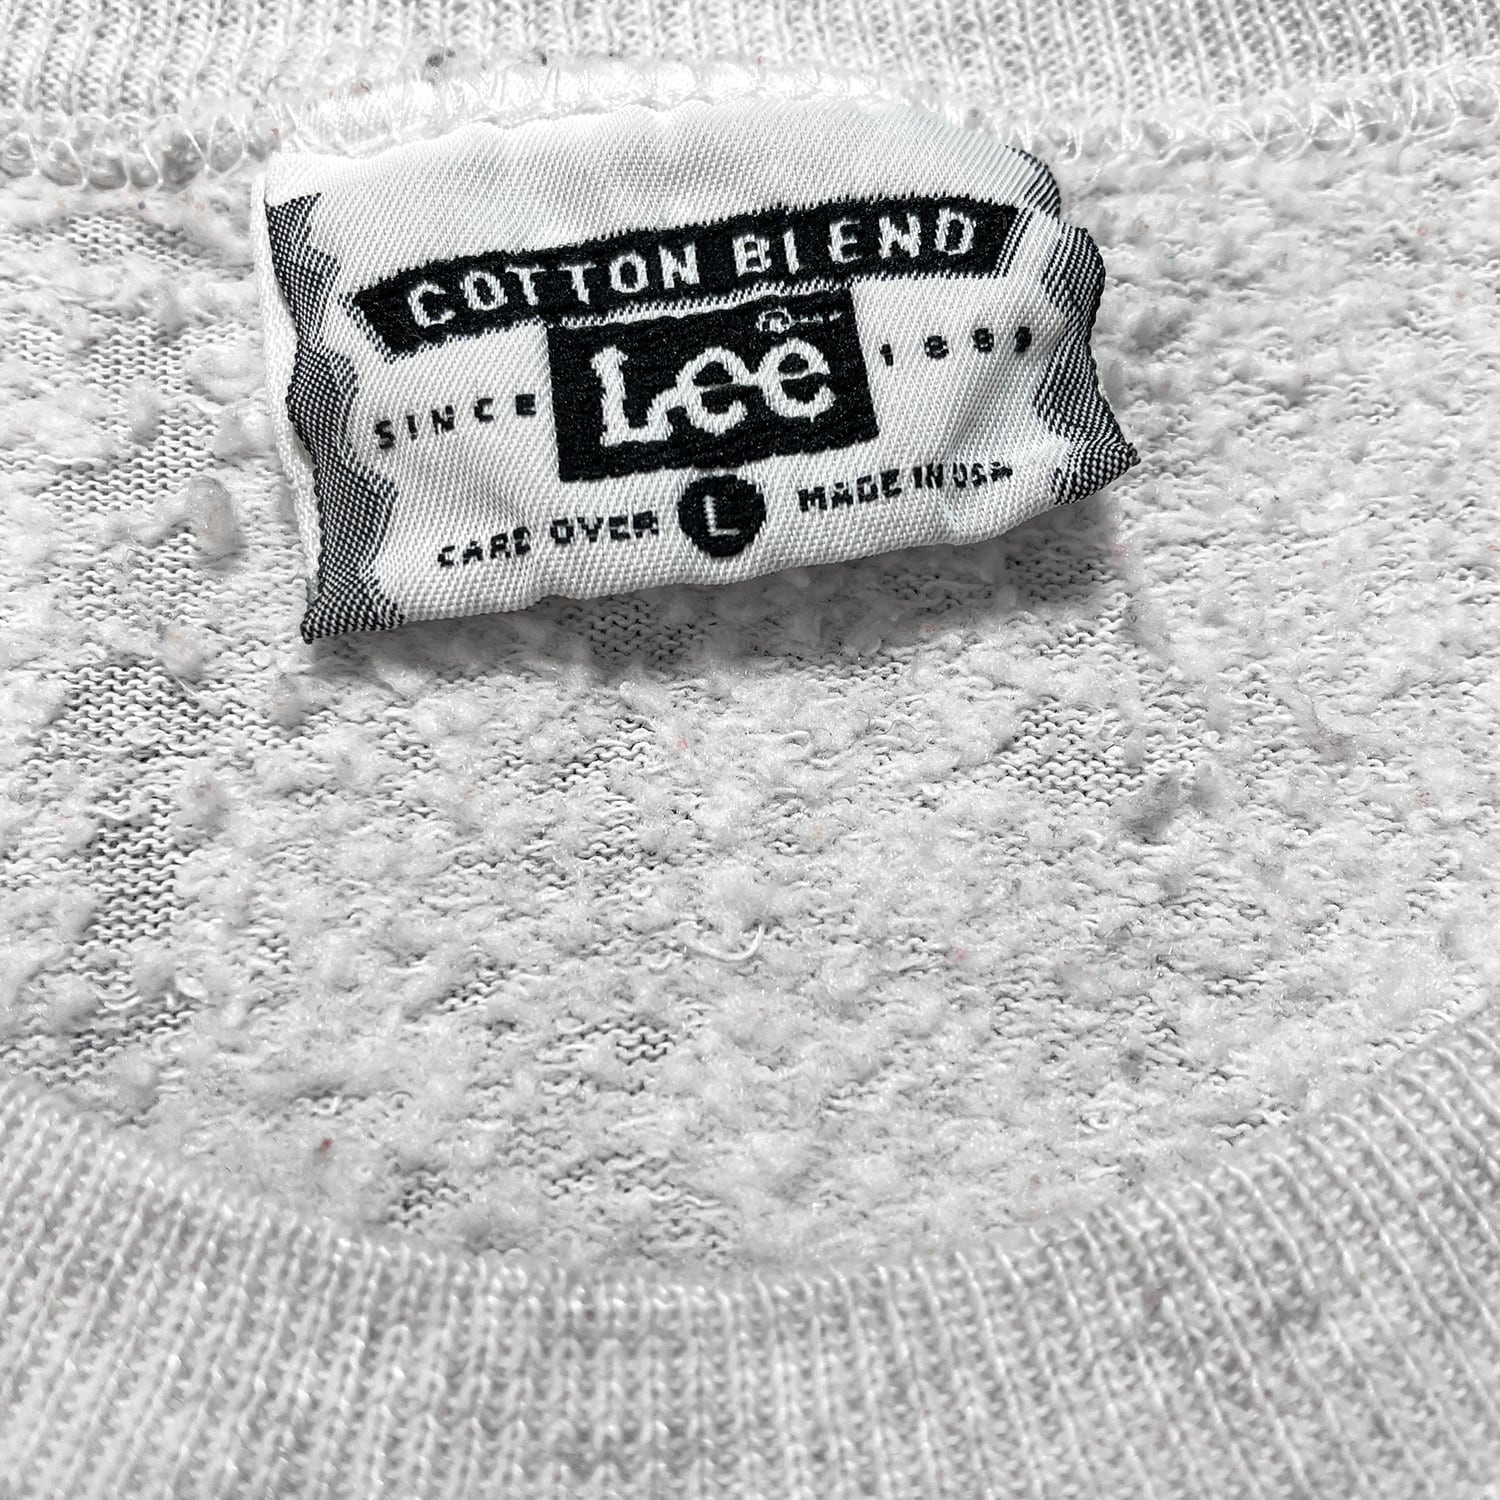 COTTON BLEND
Lee
SINCE 1889
L
CARE OVER MADE IN USA